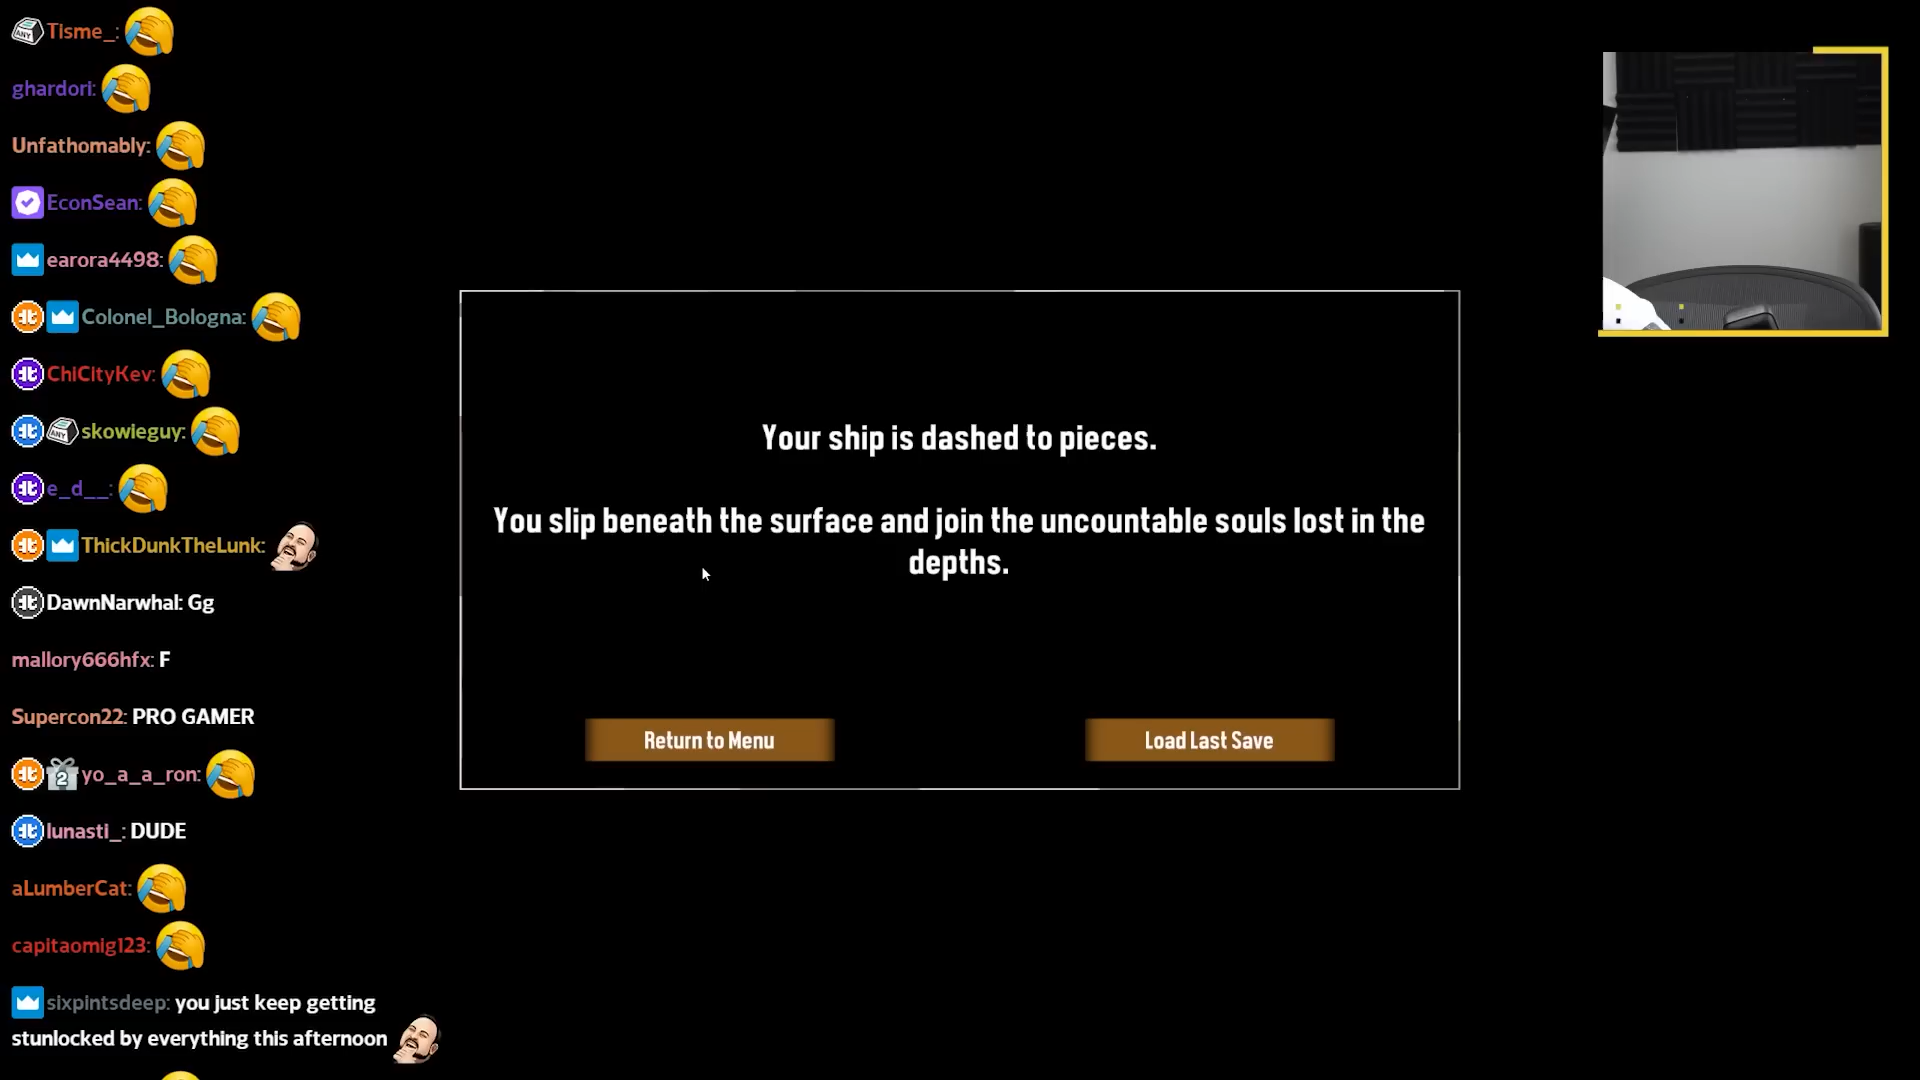 Tisme_:
ghardori:
Unfathomably:
EconSean:
earora4498:
Colonel_Bologna:
ChiCityKev:
ANY skowieguy:
e_d__:
ThickDunkTheLunk:
DawnNarwhal: Gg
mallory666hfx: F
Supercon22: PRO GAMER
2 yo_a_a_ron:
lunasti_: DUDE
aLumberCat:
capitaomig123:
sixpintsdeep: you just keep getting
stunlocked by everything this afternoon
Your ship is dashed to pieces.
You slip beneath the surface and join the uncountable souls lost in the
depths.
Return to Menu
Load Last Save